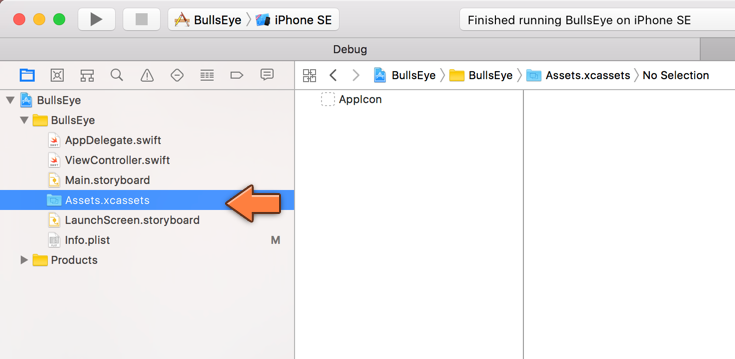 BullsEye iPhone SE
Finished running BullsEye on iPhone SE
Debug
BullsEye BullsEye Assets.xcassets No Selection
BullsEye
BullsEye
AppDelegate.swift
ViewController.swift
Main.storyboard
Assets.xcassets
LaunchScreen.storyboard
Info.plist M
Products
AppIcon